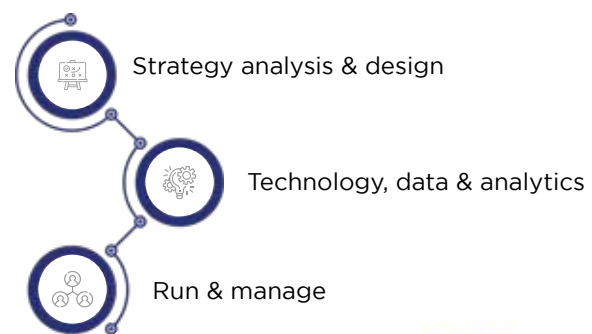 Strategy analysis & design
Technology, data & analytics
Run & manage